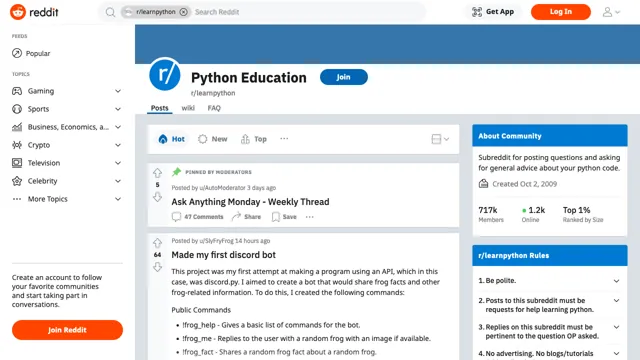 reddit
r/learnpython
Search Reddit
Get App
Log In
FEEDS
Popular
TOPICS
Gaming
Sports
Business, Economics, a...
Crypto
Television
Celebrity
More Topics
Create an account to follow
your favorite communities
and start taking part in
conversations.
Join Reddit
r/
Python Education
Join
r/learnpython
Posts
wiki
FAQ
Hot
New
Top
...
PINNED BY MODERATORS
5
Posted by u/AutoModerator 3 days ago
Ask Anything Monday - Weekly Thread
47 Comments
Share
Save
...
64
Posted by u/SlyFryFrog 14 hours ago
Made my first discord bot
This project was my first attempt at making a program using an API, which in this
case, was discord.py. I aimed to create a bot that would share frog facts and other
frog-related information. To do this, I created the following commands:
Public Commands
• !frog_help - Gives a basic list of commands for the bot.
• !frog_me - Replies to the user with a frog with an image if available.
• !frog_fact - Shares a random frog fact about a random frog.
About Community
Subreddit for posting questions and asking
for general advice about your python code.
Created Oct 2, 2009
717k
Members
1.2k
Online
Top 1%
Ranked by Size
r/learnpython Rules
1. Be polite.
2. Posts to this subreddit must be
requests for help learning python.
3. Replies on this subreddit must be
pertinent to the question OP asked.
4. No advertising. No blogs/tutorials